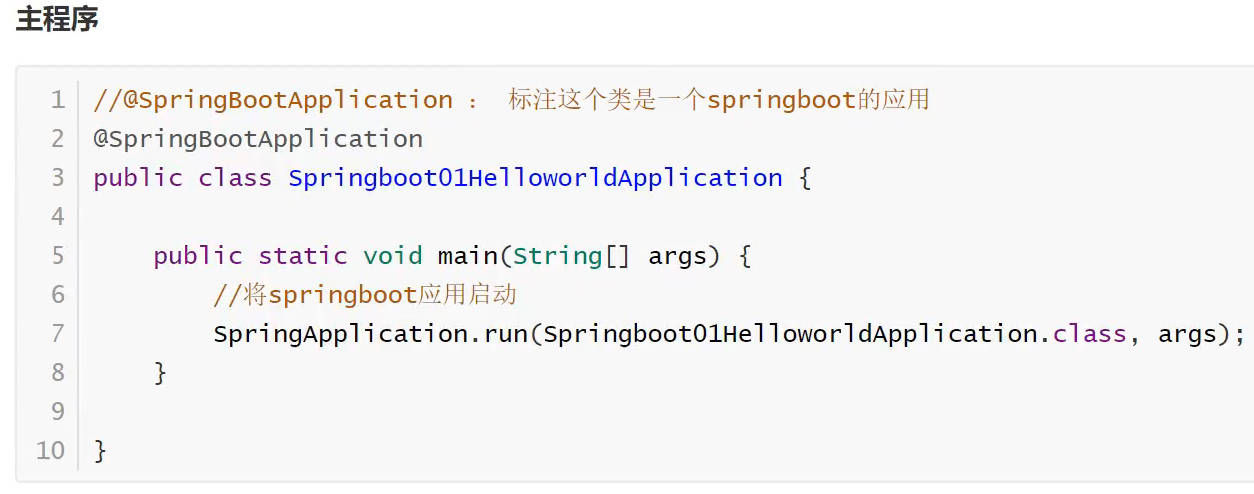 主程序
1 //@SpringBootApplication ： 标注这个类是一个springboot的应用
2 @SpringBootApplication
3 public class Springboot01HelloworldApplication {
4
5     public static void main(String[] args) {
6         //将springboot应用启动
7         SpringApplication.run(Springboot01HelloworldApplication.class, args);
8     }
9
10 }